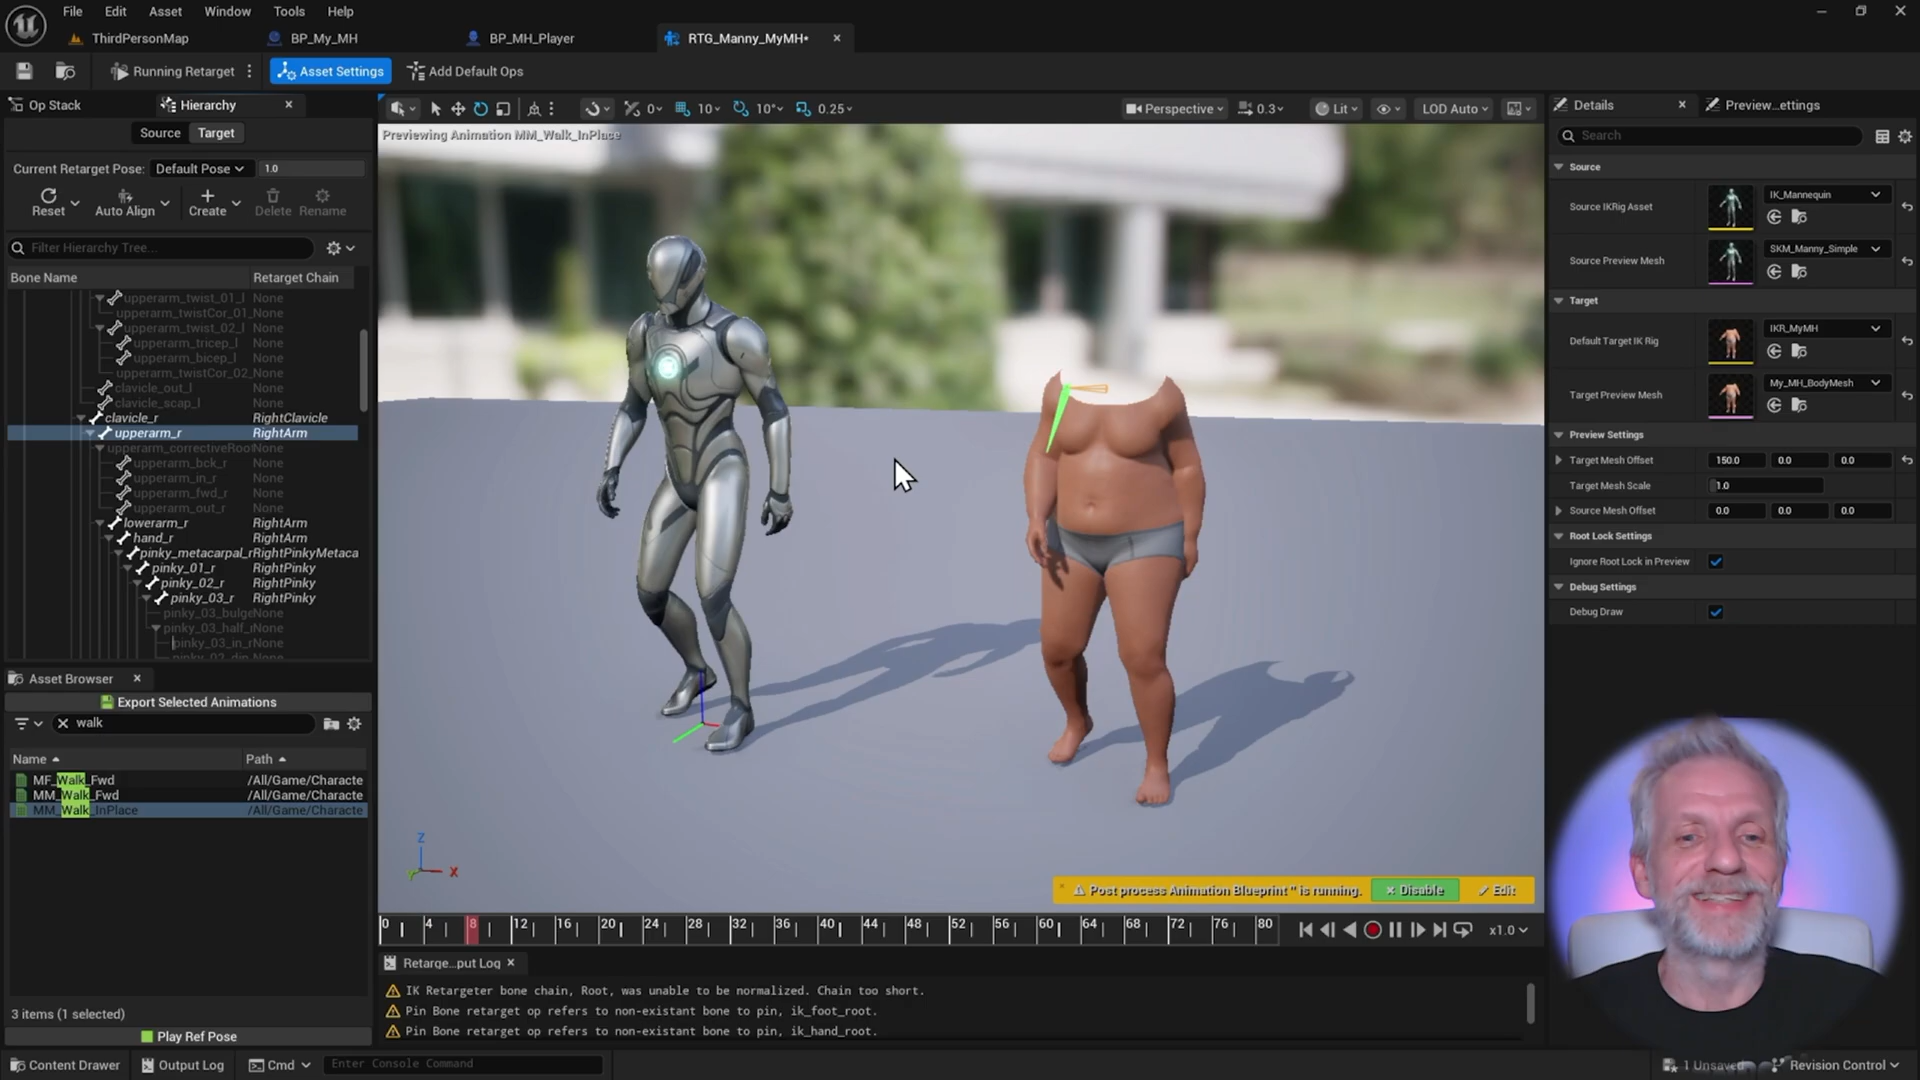 File Edit Asset Window Tools Help
ThirdPersonMap BP_My_MH BP_MH_Player RTG_Manny_MyMH*
Running Retarget Asset Settings Add Default Ops
Op Stack Hierarchy
Source Target
Current Retarget Pose: Default Pose 1.0
Reset Auto Align Create Delete Rename
Filter Hierarchy Tree...
Bone Name Retarget Chain
upperarm_twist_01_l None
upperarm_twistCor_01_ None
upperarm_twist_02_l None
upperarm_tricep_l None
upperarm_bicep_l None
upperarm_twistCor_02_ None
clavicle_out_l None
clavicle_scap_l None
clavicle_r RightClavicle
upperarm_r RightArm
upperarm_correctiveRoo None
upperarm_bck_r None
upperarm_in_r None
upperarm_fwd_r None
upperarm_out_r None
lowerarm_r RightArm
hand_r RightArm
pinky_metacarpal_r RightPinkyMetaca
pinky_01_r RightPinky
pinky_02_r RightPinky
pinky_03_r RightPinky
pinky_03_bulge None
pinky_03_half_r None
pinky_03_in_r None
Asset Browser
Export Selected Animations
walk
Name Path
MF_Walk_Fwd /All/Game/Characte
MM_Walk_Fwd /All/Game/Characte
MM_Walk_InPlace /All/Game/Characte
3 items (1 selected)
Play Ref Pose
0 10 10° 0.25 Perspective 0.3 Lit LOD Auto
Previewing Animation MM_Walk_InPlace
Z
X
Y
Post process Animation Blueprint '' is running. Disable Edit
0 4 8 12 16 20 24 28 32 36 40 44 48 52 56 60 64 68 72 76 80 x1.0
Retarge...put Log
IK Retargeter bone chain, Root, was unable to be normalized. Chain too short.
Pin Bone retarget op refers to non-existant bone to pin, ik_foot_root.
Pin Bone retarget op refers to non-existant bone to pin, ik_hand_root.
Details Preview...ettings
Search
Source
Source IKRig Asset IK_Mannequin
Source Preview Mesh SKM_Manny_Simple
Target
Default Target IK Rig IKR_MyMH
Target Preview Mesh My_MH_BodyMesh
Preview Settings
Target Mesh Offset 150.0 0.0 0.0
Target Mesh Scale 1.0
Source Mesh Offset 0.0 0.0 0.0
Root Lock Settings
Ignore Root Lock in Preview
Debug Settings
Debug Draw
Content Drawer Output Log Cmd Enter Console Command 1 Unsaved Revision Control